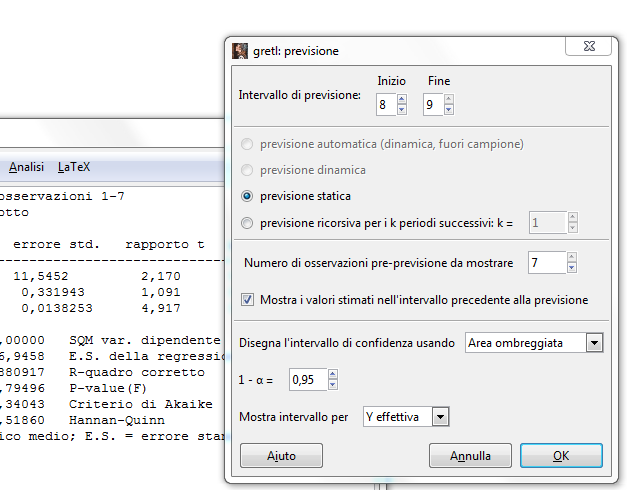 gretl: previsione
Inizio Fine
Intervallo di previsione: 8 9
previsione automatica (dinamica, fuori campione)
previsione dinamica
previsione statica
previsione ricorsiva per i k periodi successivi: k = 1
Numero di osservazioni pre-previsione da mostrare 7
Mostra i valori stimati nell'intervallo precedente alla previsione
Disegna l'intervallo di confidenza usando Area ombreggiata
1 - α = 0,95
Mostra intervallo per Y effettiva
Aiuto Annulla OK
Analisi LaTeX
osservazioni 1-7
otto
errore std. rapporto t
11,5452 2,170
0,331943 1,091
0,0138253 4,917
,00000 SQM var. dipendente
6,9458 E.S. della regressio
880917 R-quadro corretto
,79496 P-value(F)
,34043 Criterio di Akaike
,51860 Hannan-Quinn
ico medio; E.S. = errore star